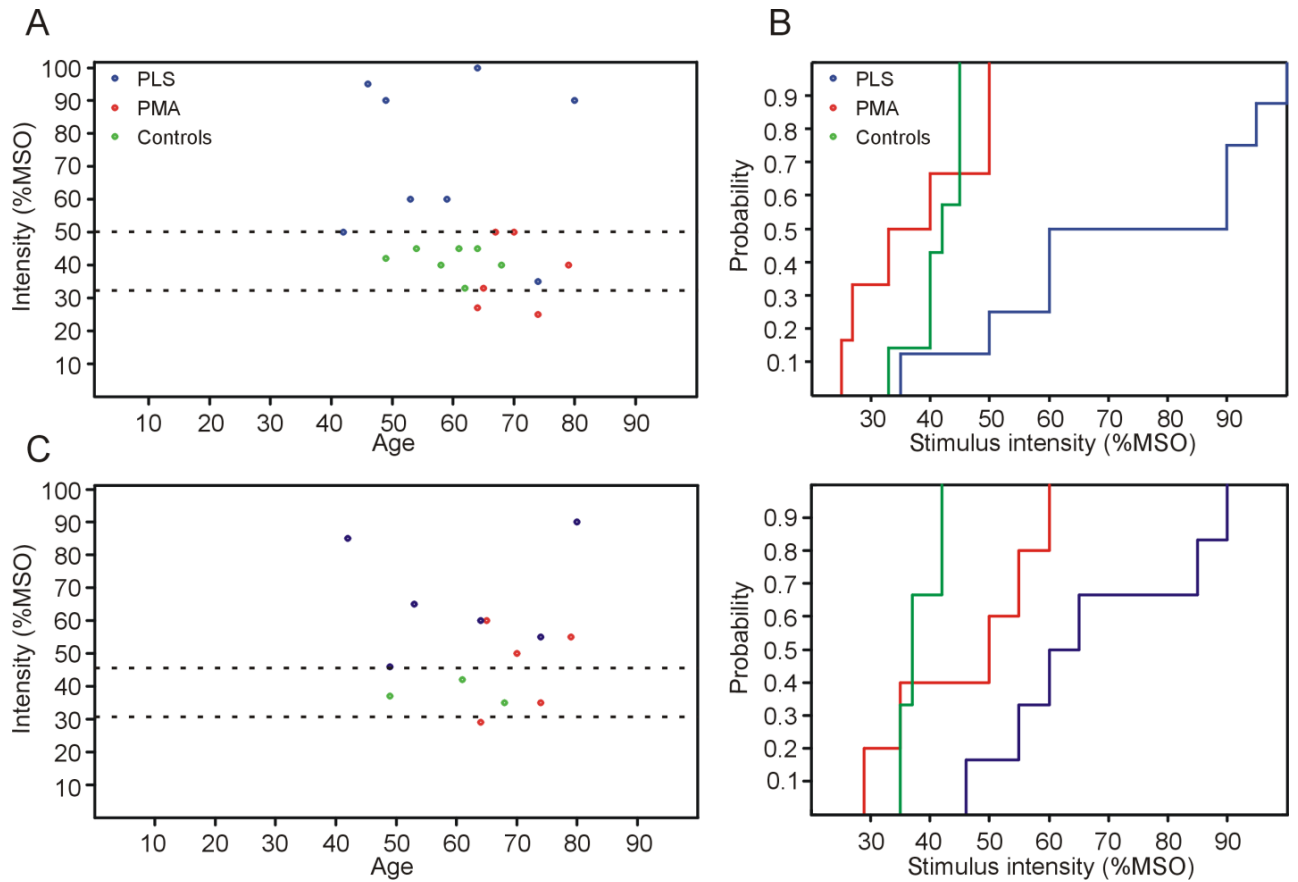 A
Intensity (%MSO)
100
90
80
70
60
50
40
30
20
10
PLS
PMA
Controls
10 20 30 40 50 60 70 80 90
Age
B
Probability
0.9
0.8
0.7
0.6
0.5
0.4
0.3
0.2
0.1
PLS
PMA
Controls
30 40 50 60 70 80 90
Stimulus intensity (%MSO)
C
Intensity (%MSO)
100
90
80
70
60
50
40
30
20
10
10 20 30 40 50 60 70 80 90
Age
Probability
0.9
0.8
0.7
0.6
0.5
0.4
0.3
0.2
0.1
30 40 50 60 70 80 90
Stimulus intensity (%MSO)